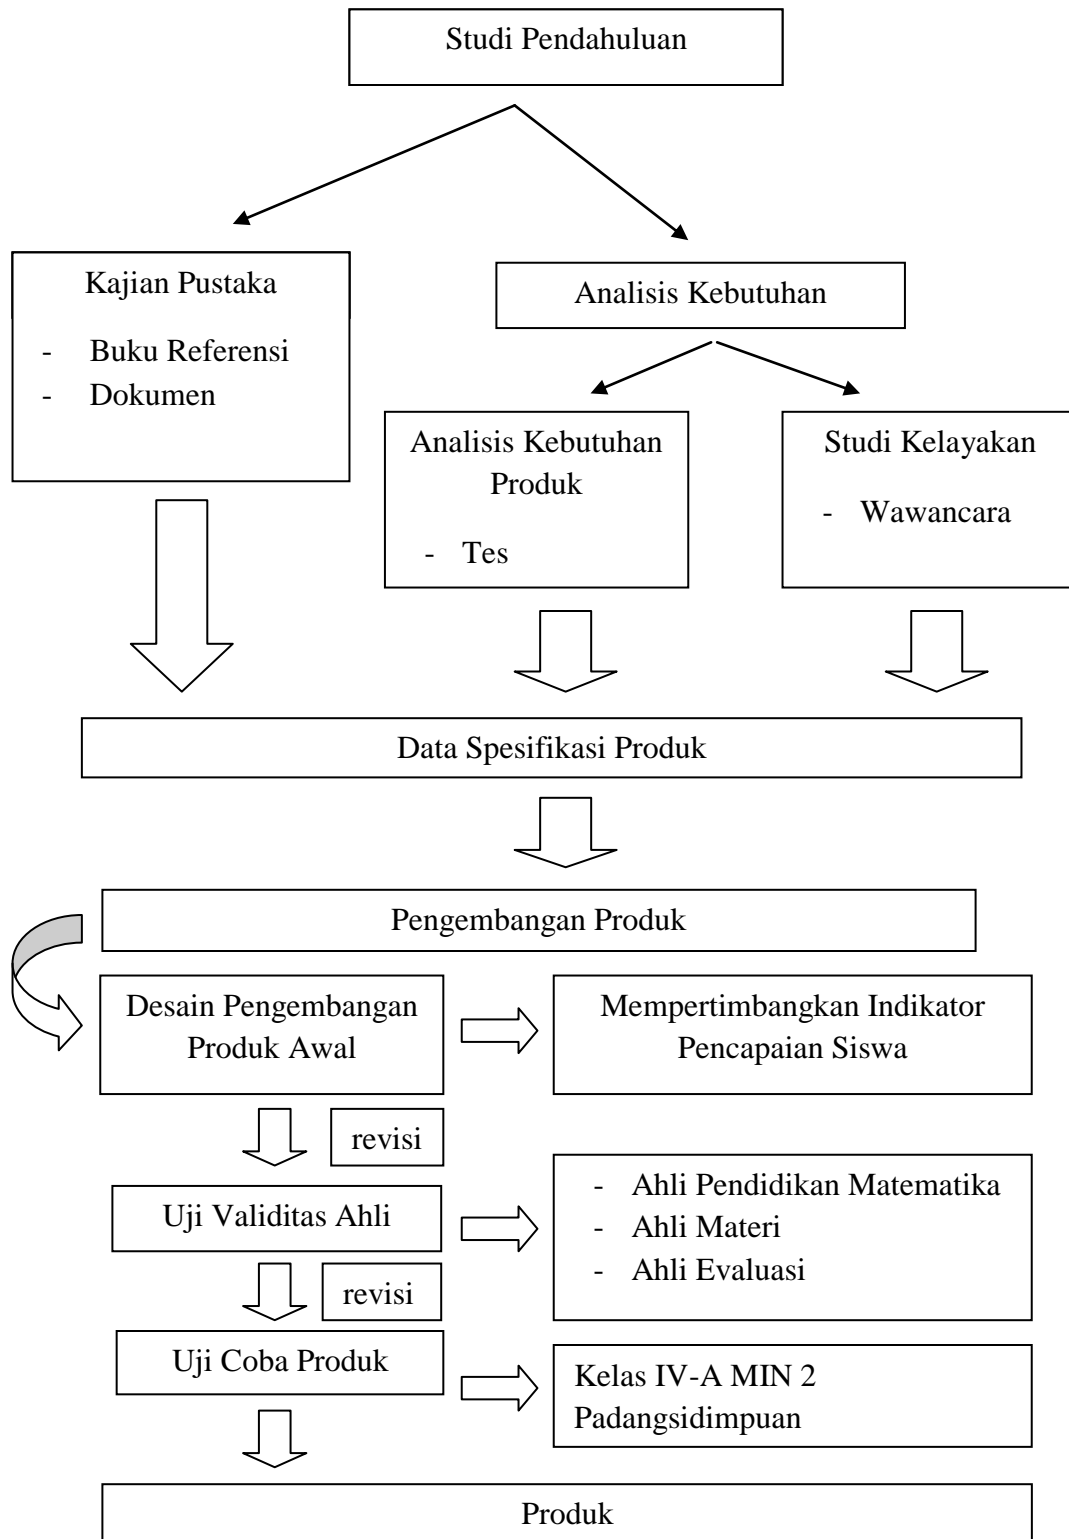 Studi Pendahuluan
Kajian Pustaka
- Buku Referensi
- Dokumen
Analisis Kebutuhan
Analisis Kebutuhan
Produk
- Tes
Studi Kelayakan
- Wawancara
Data Spesifikasi Produk
Pengembangan Produk
Desain Pengembangan
Produk Awal
Mempertimbangkan Indikator
Pencapaian Siswa
revisi
Uji Validitas Ahli
- Ahli Pendidikan Matematika
- Ahli Materi
- Ahli Evaluasi
revisi
Uji Coba Produk
Kelas IV-A MIN 2
Padangsidimpuan
Produk